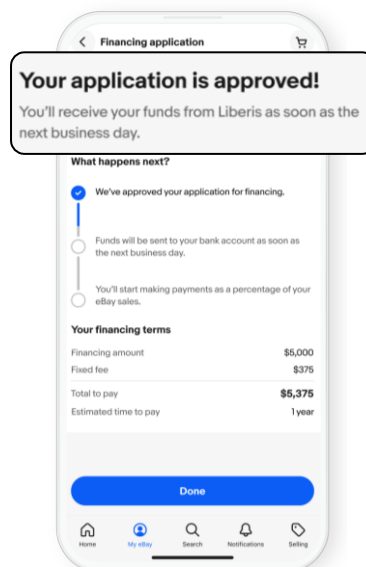 Financing application
Your application is approved!
You'll receive your funds from Liberis as soon as the
next business day.
What happens next?
We've approved your application for financing.
Funds will be sent to your bank account as soon as
the next business day.
You'll start making payments as a percentage of your
eBay sales.
Your financing terms
Financing amount $5,000
Fixed fee $375
Total to pay $5,375
Estimated time to pay 1 year
Done
Home My eBay Search Notifications Selling